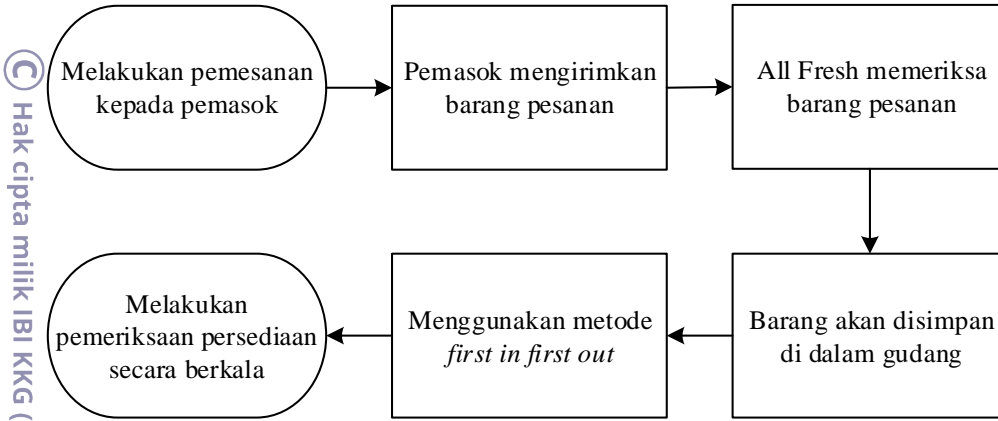 Melakukan pemesanan
kepada pemasok
Pemasok mengirimkan
barang pesanan
All Fresh memeriksa
barang pesanan
Barang akan disimpan
di dalam gudang
Menggunakan metode
first in first out
Melakukan
pemeriksaan persediaan
secara berkala
© Hak cipta milik IBI KKG (